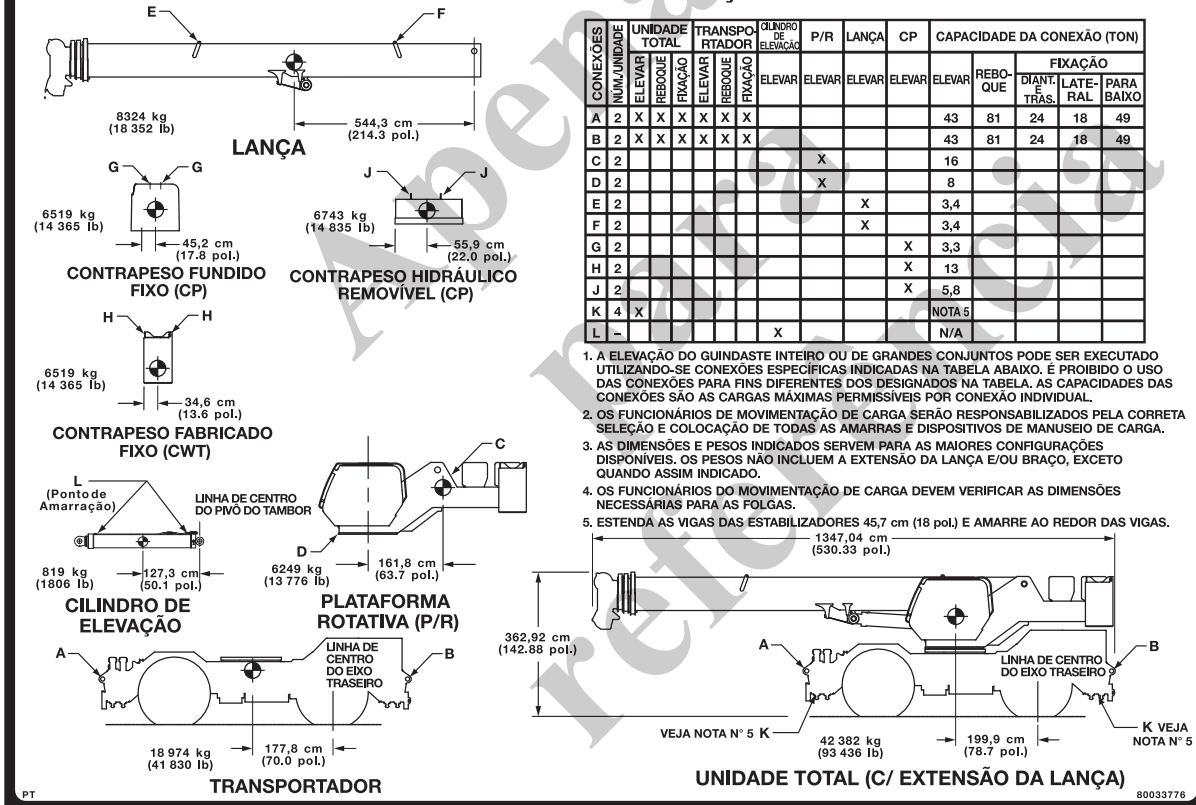 E
F
8324 kg
(18 352 lb)
544,3 cm
(214.3 pol.)
LANÇA
G
G
6519 kg
(14 365 lb)
45,2 cm
(17.8 pol.)
CONTRAPESO FUNDIDO
FIXO (CP)
J
J
6743 kg
(14 835 lb)
55,9 cm
(22.0 pol.)
CONTRAPESO HIDRÁULICO
REMOVÍVEL (CP)
H
H
6519 kg
(14 365 lb)
34,6 cm
(13.6 pol.)
CONTRAPESO FABRICADO
FIXO (CWT)
L
(Ponto de
Amarração)
LINHA DE CENTRO
DO PIVÔ DO TAMBOR
819 kg
(1806 lb)
127,3 cm
(50.1 pol.)
CILINDRO DE
ELEVAÇÃO
C
D
6249 kg
(13 776 lb)
161,8 cm
(63.7 pol.)
PLATAFORMA
ROTATIVA (P/R)
A
B
LINHA DE
CENTRO
DO EIXO
TRASEIRO
18 974 kg
(41 830 lb)
177,8 cm
(70.0 pol.)
TRANSPORTADOR
CONEXÕES
NÚM./UNIDADE
UNIDADE
TOTAL
TRANSPO-
RTADOR
CILINDRO
DE
ELEVAÇÃO
P/R LANÇA CP CAPACIDADE DA CONEXÃO (TON)
ELEVAR REBOQUE FIXAÇÃO ELEVAR REBOQUE FIXAÇÃO ELEVAR ELEVAR ELEVAR ELEVAR ELEVAR
REBO-
QUE
FIXAÇÃO
DIANT.
E
TRAS.
LATE-
RAL
PARA
BAIXO
A 2 X X X X X X 43 81 24 18 49
B 2 X X X X X X 43 81 24 18 49
C 2 X 16
D 2 X 8
E 2 X 3,4
F 2 X 3,4
G 2 X 3,3
H 2 X 13
J 2 X 5,8
K 4 X NOTA 5
L – X N/A
1. A ELEVAÇÃO DO GUINDASTE INTEIRO OU DE GRANDES CONJUNTOS PODE SER EXECUTADO
UTILIZANDO-SE CONEXÕES ESPECÍFICAS INDICADAS NA TABELA ABAIXO. É PROIBIDO O USO
DAS CONEXÕES PARA FINS DIFERENTES DOS DESIGNADOS NA TABELA. AS CAPACIDADES DAS
CONEXÕES SÃO AS CARGAS MÁXIMAS PERMISSÍVEIS POR CONEXÃO INDIVIDUAL.
2. OS FUNCIONÁRIOS DE MOVIMENTAÇÃO DE CARGA SERÃO RESPONSABILIZADOS PELA CORRETA
SELEÇÃO E COLOCAÇÃO DE TODAS AS AMARRAS E DISPOSITIVOS DE MANUSEIO DE CARGA.
3. AS DIMENSÕES E PESOS INDICADOS SERVEM PARA AS MAIORES CONFIGURAÇÕES
DISPONÍVEIS. OS PESOS NÃO INCLUEM A EXTENSÃO DA LANÇA E/OU BRAÇO, EXCETO
QUANDO ASSIM INDICADO.
4. OS FUNCIONÁRIOS DO MOVIMENTAÇÃO DE CARGA DEVEM VERIFICAR AS DIMENSÕES
NECESSÁRIAS PARA AS FOLGAS.
5. ESTENDA AS VIGAS DAS ESTABILIZADORES 45,7 cm (18 pol.) E AMARRE AO REDOR DAS VIGAS.
1347,04 cm
(530.33 pol.)
362,92 cm
(142.88 pol.)
A
B
LINHA DE CENTRO
DO EIXO TRASEIRO
VEJA NOTA N° 5 K
K VEJA
NOTA N° 5
42 382 kg
(93 436 lb)
199,9 cm
(78.7 pol.)
UNIDADE TOTAL (C/ EXTENSÃO DA LANÇA)
PT
80033776
Apenas
para
referência